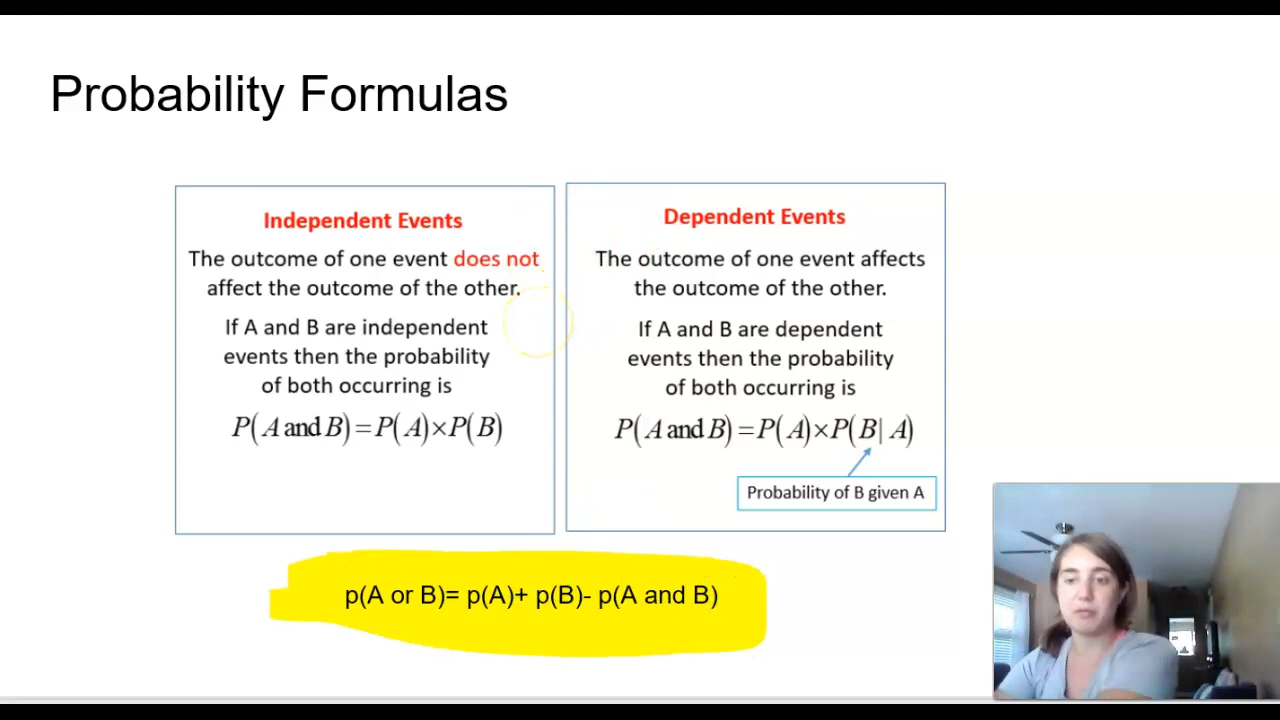 Probability Formulas
Independent Events
The outcome of one event does not
affect the outcome of the other.
If A and B are independent
events then the probability
of both occurring is
P(A and B)=P(A)×P(B)
Dependent Events
The outcome of one event affects
the outcome of the other.
If A and B are dependent
events then the probability
of both occurring is
P(A and B)=P(A)×P(B| A)
Probability of B given A
p(A or B)= p(A)+ p(B)- p(A and B)